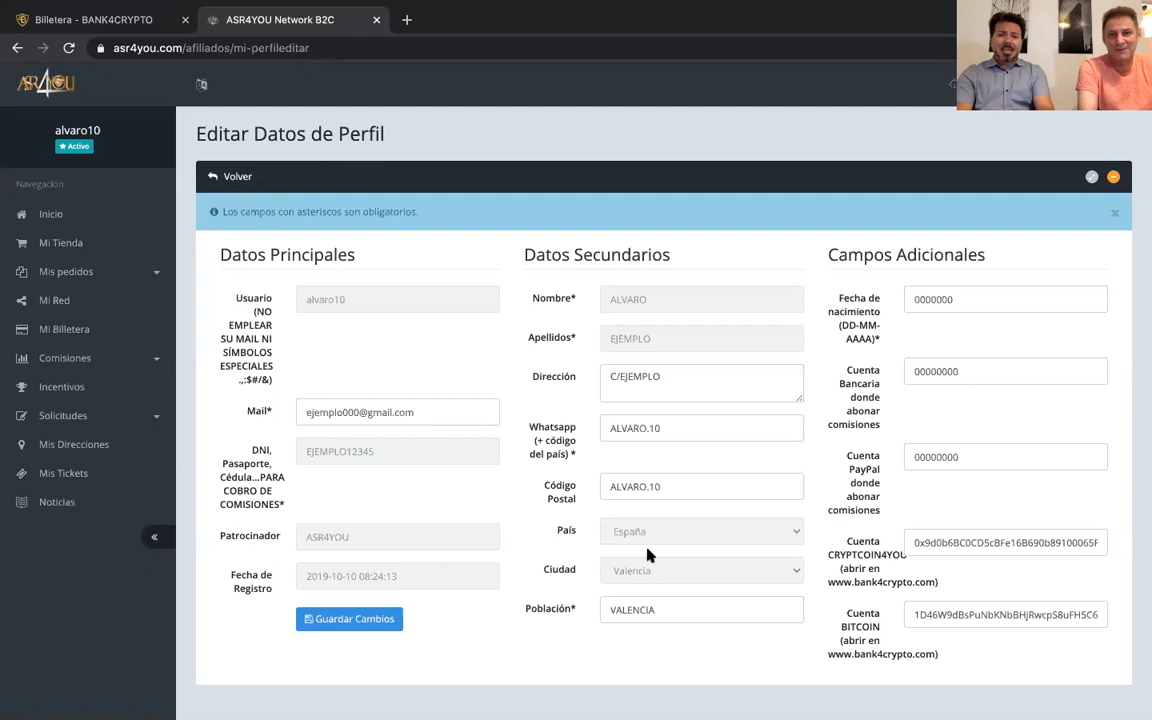 Billetera - BANK4CRYPTO
ASR4YOU Network B2C
asr4you.com/afiliados/mi-perfileditar
ASR4YOU
alvaro10
Activo
Navegación
Inicio
Mi Tienda
Mis pedidos
Mi Red
Mi Billetera
Comisiones
Incentivos
Solicitudes
Mis Direcciones
Mis Tickets
Noticias
Editar Datos de Perfil
Volver
Los campos con asteriscos son obligatorios.
Datos Principales
Usuario
(NO
EMPLEAR
SU MAIL NI
SÍMBOLOS
ESPECIALES
.,:$#/&)
alvaro10
Mail*
ejemplo000@gmail.com
DNI,
Pasaporte,
Cédula...PARA
COBRO DE
COMISIONES*
EJEMPLO12345
Patrocinador
ASR4YOU
Fecha de
Registro
2019-10-10 08:24:13
Guardar Cambios
Datos Secundarios
Nombre*
ALVARO
Apellidos*
EJEMPLO
Dirección
C/EJEMPLO
Whatsapp
(+ código
del país) *
ALVARO.10
Código
Postal
ALVARO.10
País
España
Ciudad
Valencia
Población*
VALENCIA
Campos Adicionales
Fecha de
nacimiento
(DD-MM-
AAAA)*
0000000
Cuenta
Bancaria
donde
abonar
comisiones
00000000
Cuenta
PayPal
donde
abonar
comisiones
00000000
Cuenta
CRYPTCOIN4YOU
(abrir en
www.bank4crypto.com)
0x9d0b6BC0CD5cBFe16B690b89100065F
Cuenta
BITCOIN
(abrir en
www.bank4crypto.com)
1D46W9dBsPuNbKNbBHjRwcpS8uFH5C6